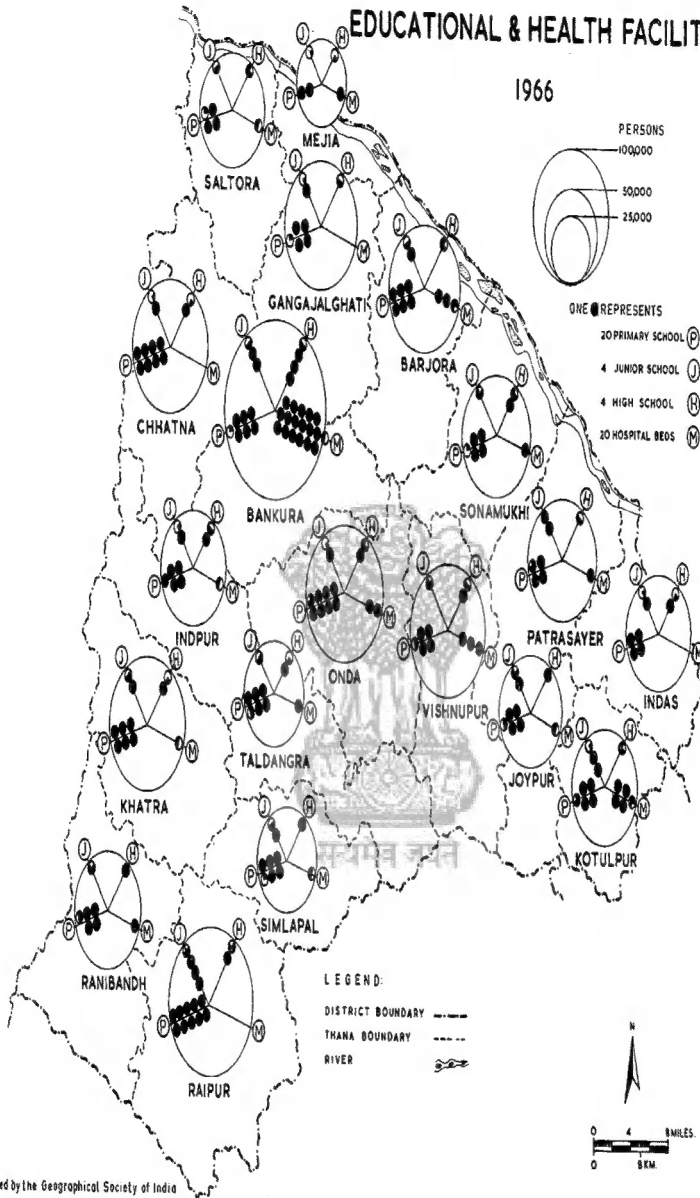 EDUCATIONAL & HEALTH FACILIT
1966
PERSONS
100,000
50,000
25,000
ONE REPRESENTS
20 PRIMARY SCHOOL P
4 JUNIOR SCHOOL J
4 HIGH SCHOOL H
20 HOSPITAL BEDS M
J H P M
SALTORA
J H P M
MEJIA
J H P M
GANGAJALGHATI
J H P M
BARJORA
J H P M
CHHATNA
J H P M
BANKURA
J H P M
SONAMUKHI
J H P M
INDPUR
J H P M
ONDA
J H P M
VISHNUPUR
J H P M
PATRASAYER
J H P M
INDAS
J H P M
KHATRA
J H P M
TALDANGRA
J H P M
JOYPUR
J H P M
KOTULPUR
J H P M
SIMLAPAL
J H P M
RANIBANDH
J H P M
RAIPUR
सत्यमेव जयते
LEGEND:
DISTRICT BOUNDARY
THANA BOUNDARY
RIVER
N
0 4 8 MILES.
0 8 KM.
ed by the Geographical Society of India